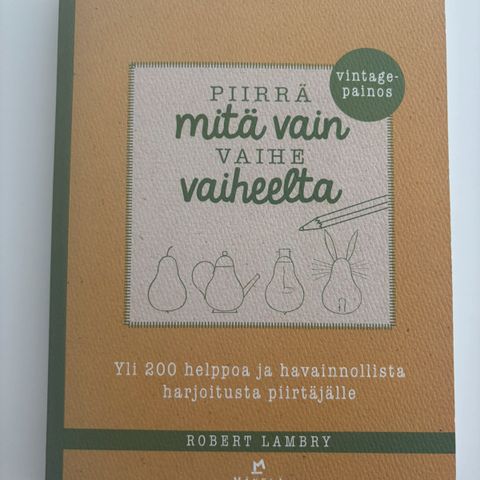 vintage-
painos
PIIRRÄ
mitä vain
VAIHE
vaiheelta
Yli 200 helppoa ja havainnollista
harjoitusta piirtäjälle
ROBERT LAMBRY